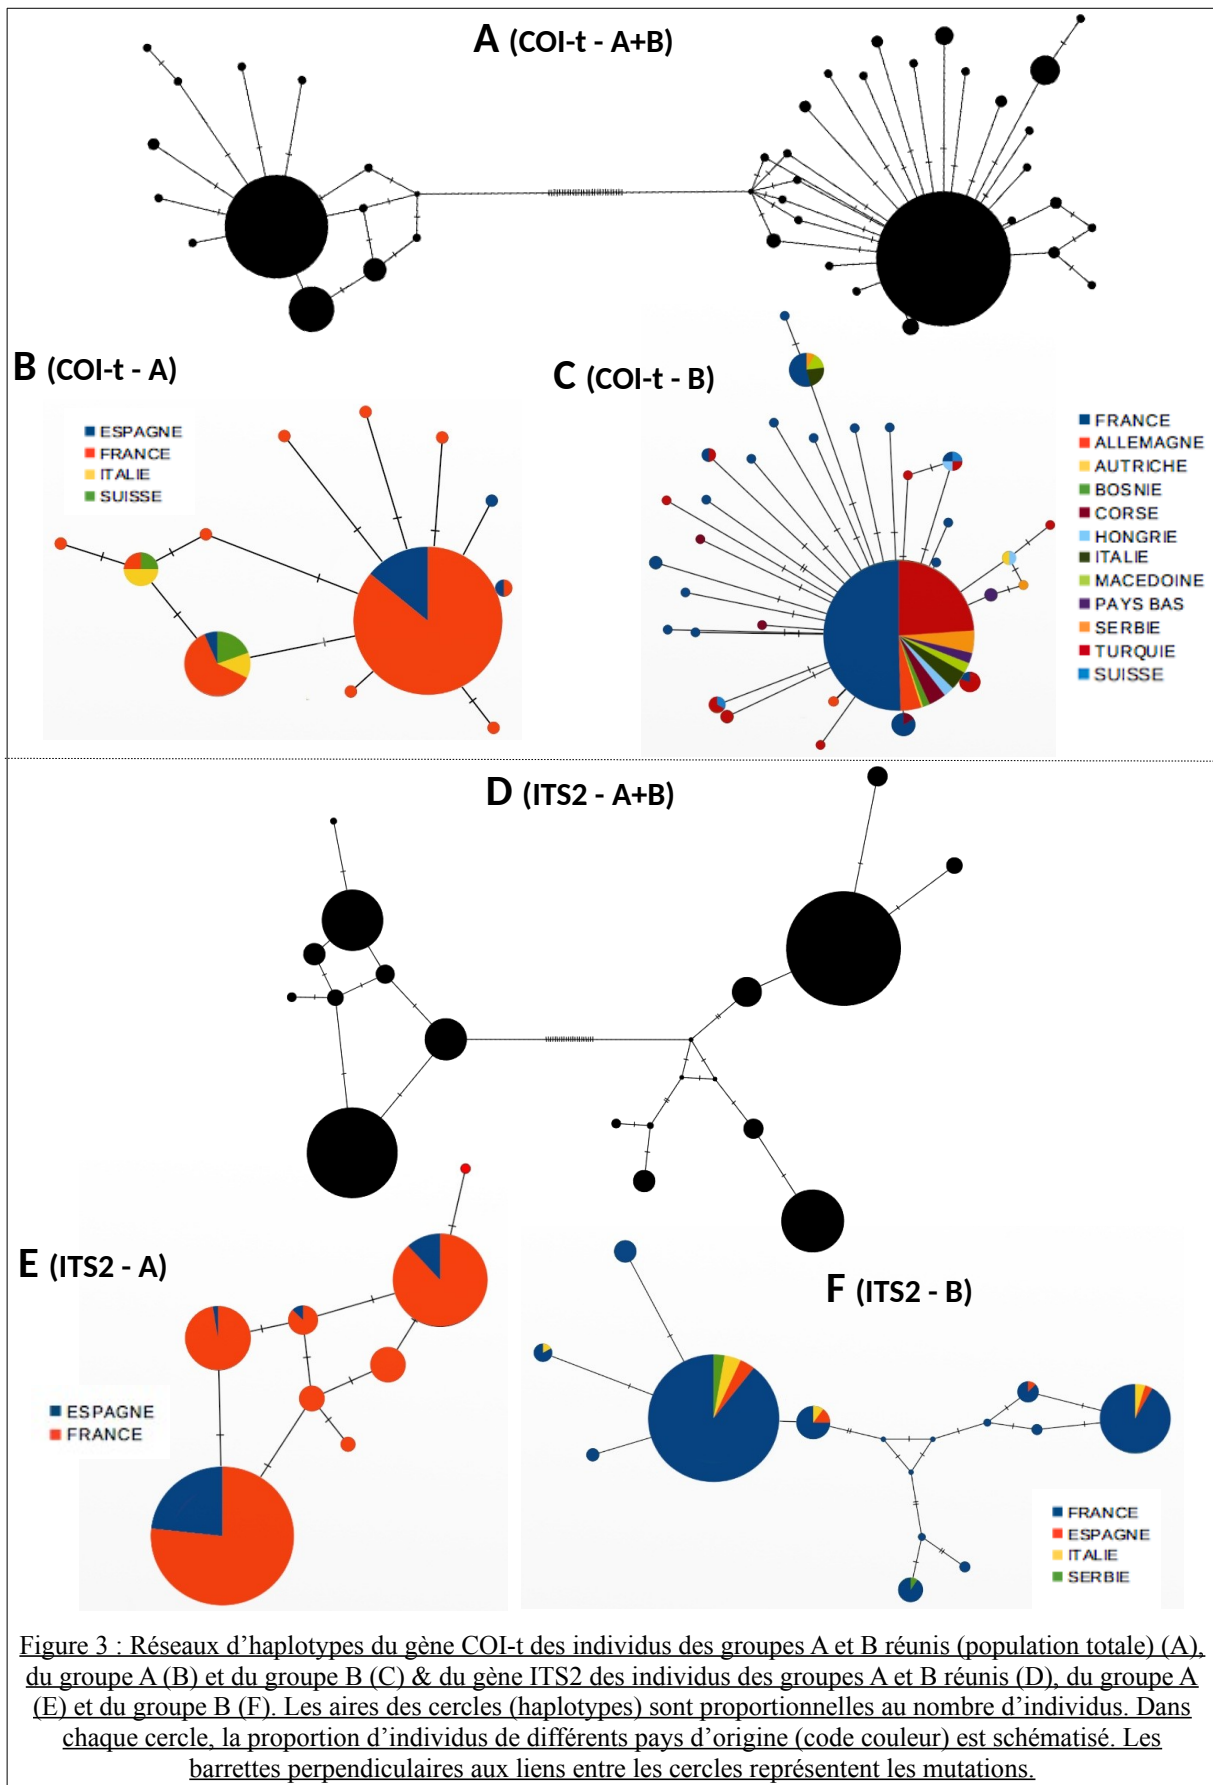 A (COI-t - A+B)
B (COI-t - A)
ESPAGNE
FRANCE
ITALIE
SUISSE
C (COI-t - B)
FRANCE
ALLEMAGNE
AUTRICHE
BOSNIE
CORSE
HONGRIE
ITALIE
MACEDOINE
PAYS BAS
SERBIE
TURQUIE
SUISSE
D (ITS2 - A+B)
E (ITS2 - A)
ESPAGNE
FRANCE
F (ITS2 - B)
FRANCE
ESPAGNE
ITALIE
SERBIE
Figure 3 : Réseaux d’haplotypes du gène COI-t des individus des groupes A et B réunis (population totale) (A),
du groupe A (B) et du groupe B (C) & du gène ITS2 des individus des groupes A et B réunis (D), du groupe A
(E) et du groupe B (F). Les aires des cercles (haplotypes) sont proportionnelles au nombre d’individus. Dans
chaque cercle, la proportion d’individus de différents pays d’origine (code couleur) est schématisé. Les
barrettes perpendiculaires aux liens entre les cercles représentent les mutations.